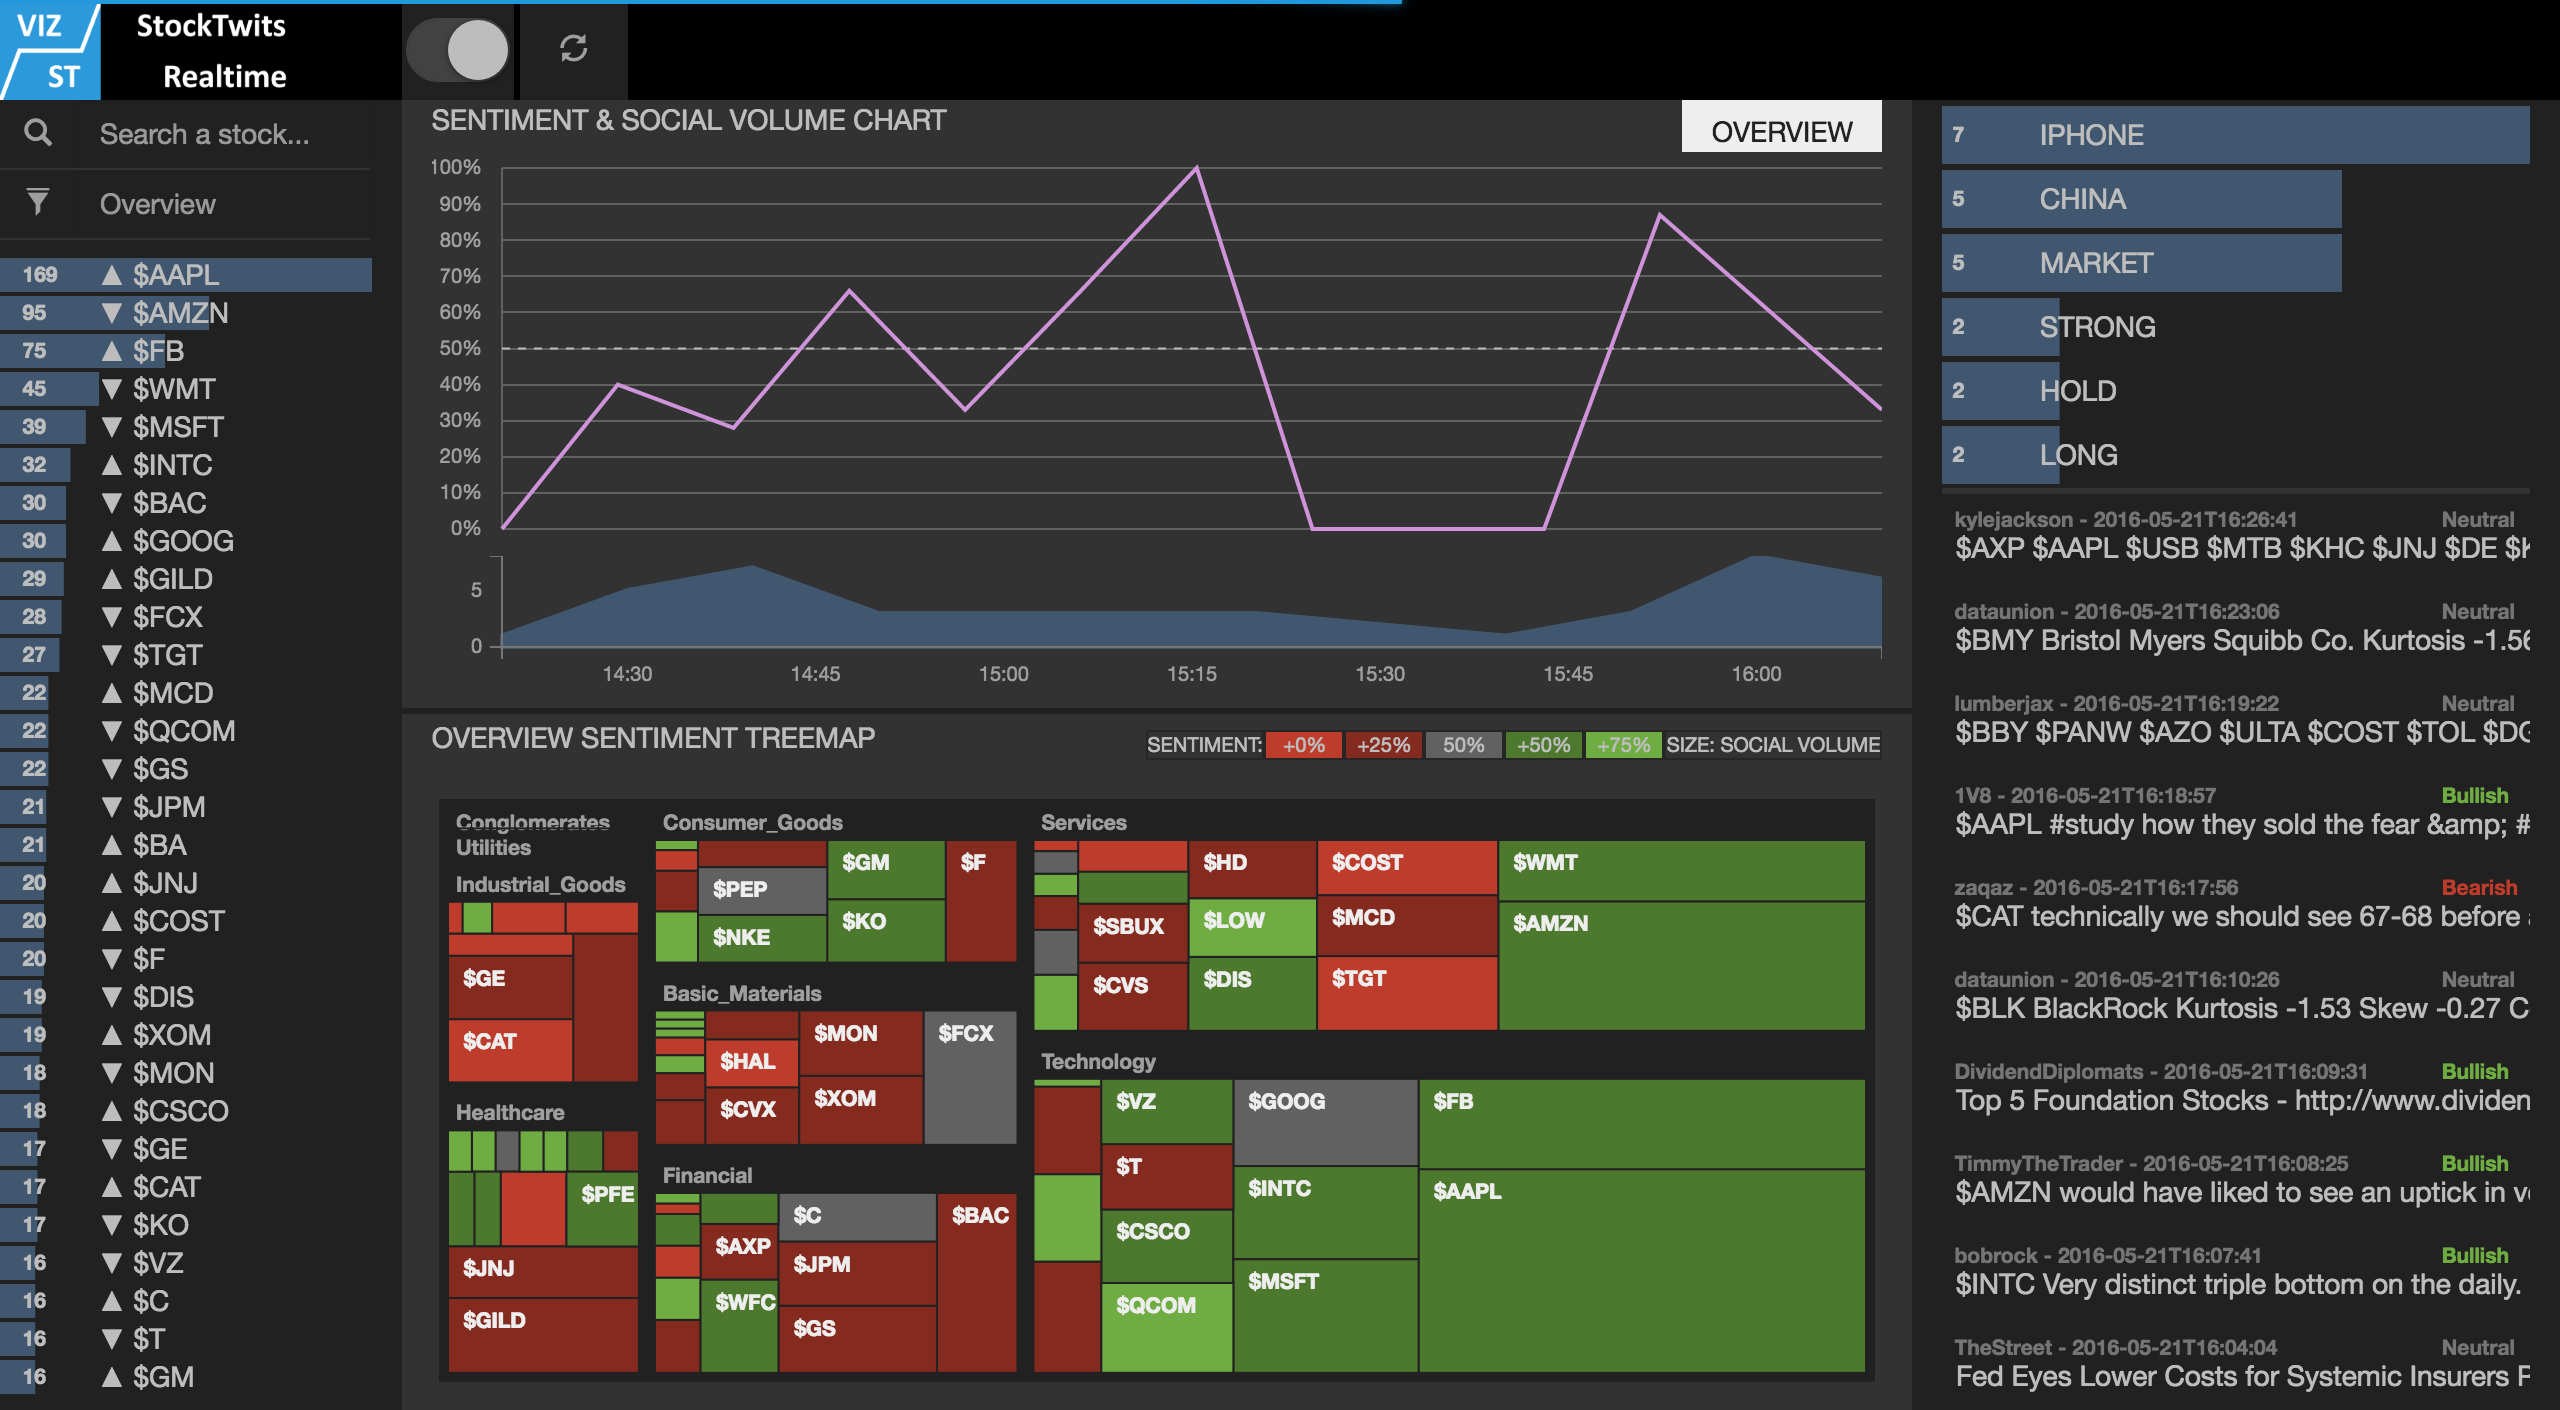 VIZ
ST
StockTwits
Realtime
Search a stock...
Overview
169 ▲ $AAPL
95 ▼ $AMZN
75 ▲ $FB
45 ▼ $WMT
39 ▼ $MSFT
32 ▲ $INTC
30 ▼ $BAC
30 ▲ $GOOG
29 ▲ $GILD
28 ▼ $FCX
27 ▼ $TGT
22 ▲ $MCD
22 ▼ $QCOM
22 ▼ $GS
21 ▼ $JPM
21 ▲ $BA
20 ▲ $JNJ
20 ▲ $COST
20 ▼ $F
19 ▼ $DIS
19 ▲ $XOM
18 ▼ $MON
18 ▲ $CSCO
17 ▼ $GE
17 ▲ $CAT
17 ▼ $KO
16 ▼ $VZ
16 ▲ $C
16 ▼ $T
16 ▲ $GM
SENTIMENT & SOCIAL VOLUME CHART
OVERVIEW
100%
90%
80%
70%
60%
50%
40%
30%
20%
10%
0%
5
0
14:30 14:45 15:00 15:15 15:30 15:45 16:00
OVERVIEW SENTIMENT TREEMAP
SENTIMENT: +0% +25% 50% +50% +75% SIZE: SOCIAL VOLUME
Conglomerates
Utilities
Industrial_Goods
$GE
$CAT
Healthcare
$PFE
$JNJ
$GILD
Consumer_Goods
$GM
$F
$PEP
$KO
$NKE
Basic_Materials
$MON
$FCX
$HAL
$XOM
$CVX
Financial
$C
$BAC
$AXP
$JPM
$WFC
$GS
Services
$HD
$COST
$WMT
$SBUX
$LOW
$MCD
$AMZN
$CVS
$DIS
$TGT
Technology
$VZ
$GOOG
$FB
$T
$INTC
$AAPL
$CSCO
$MSFT
$QCOM
7 IPHONE
5 CHINA
5 MARKET
2 STRONG
2 HOLD
2 LONG
kylejackson - 2016-05-21T16:26:41 Neutral
$AXP $AAPL $USB $MTB $KHC $JNJ $DE
dataunion - 2016-05-21T16:23:06 Neutral
$BMY Bristol Myers Squibb Co. Kurtosis -1.56
lumberjax - 2016-05-21T16:19:22 Neutral
$BBY $PANW $AZO $ULTA $COST $TOL
1V8 - 2016-05-21T16:18:57 Bullish
$AAPL #study how they sold the fear &amp; #
zaqaz - 2016-05-21T16:17:56 Bearish
$CAT technically we should see 67-68 before
dataunion - 2016-05-21T16:10:26 Neutral
$BLK BlackRock Kurtosis -1.53 Skew -0.27 C
DividendDiplomats - 2016-05-21T16:09:31 Bullish
Top 5 Foundation Stocks - http://www.dividen
TimmyTheTrader - 2016-05-21T16:08:25 Bullish
$AMZN would have liked to see an uptick in
bobrock - 2016-05-21T16:07:41 Bullish
$INTC Very distinct triple bottom on the daily.
TheStreet - 2016-05-21T16:04:04 Neutral
Fed Eyes Lower Costs for Systemic Insurers